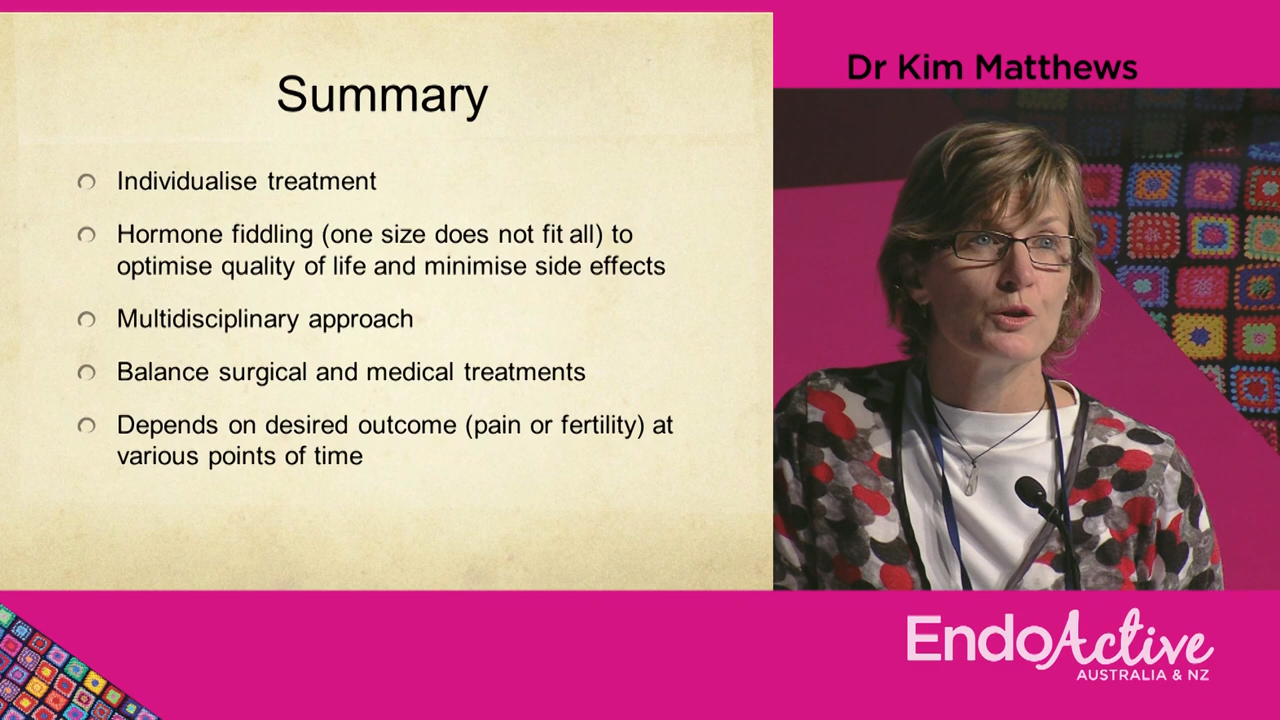 Summary
Individualise treatment
Hormone fiddling (one size does not fit all) to
optimise quality of life and minimise side effects
Multidisciplinary approach
Balance surgical and medical treatments
Depends on desired outcome (pain or fertility) at
various points of time
Dr Kim Matthews
EndoActive
AUSTRALIA & NZ